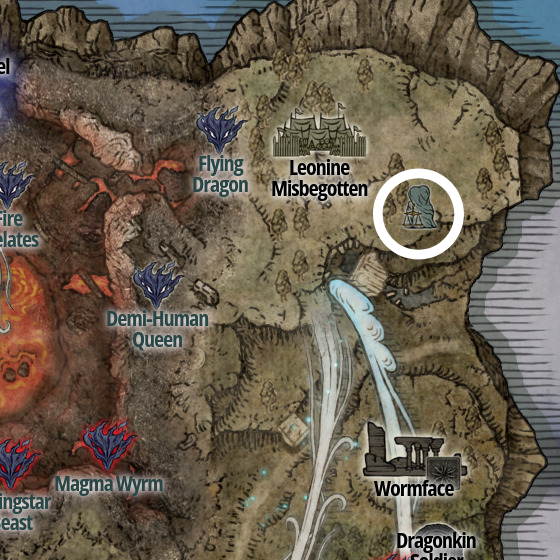 Leonine
Misbegotten
Flying
Dragon
Demi-Human
Queen
Magma Wyrm
Wormface
Dragonkin
Soldier